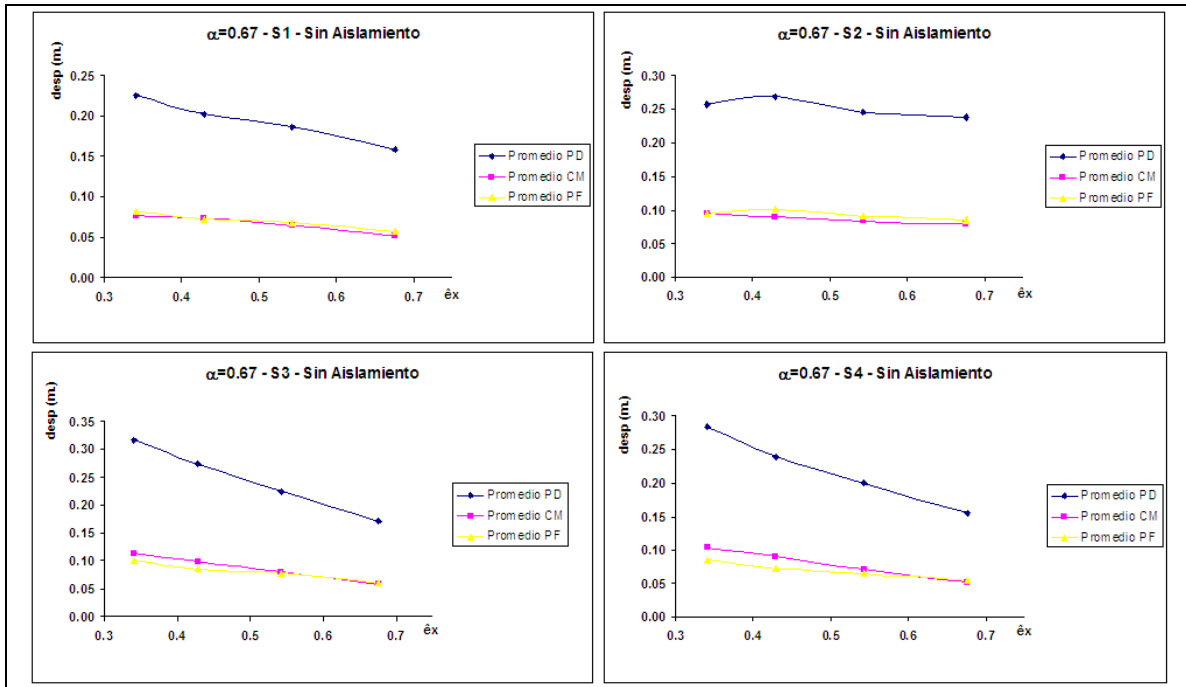 α=0.67 - S1 - Sin Aislamiento
desp (m.)
0.25
0.20
0.15
0.10
0.05
0.00
0.3 0.4 0.5 0.6 0.7 êx
Promedio PD
Promedio CM
Promedio PF
α=0.67 - S2 - Sin Aislamiento
desp (m.)
0.30
0.25
0.20
0.15
0.10
0.05
0.00
0.3 0.4 0.5 0.6 0.7 êx
Promedio PD
Promedio CM
Promedio PF
α=0.67 - S3 - Sin Aislamiento
desp (m.)
0.35
0.30
0.25
0.20
0.15
0.10
0.05
0.00
0.3 0.4 0.5 0.6 0.7 êx
Promedio PD
Promedio CM
Promedio PF
α=0.67 - S4 - Sin Aislamiento
desp (m.)
0.30
0.25
0.20
0.15
0.10
0.05
0.00
0.3 0.4 0.5 0.6 0.7 êx
Promedio PD
Promedio CM
Promedio PF